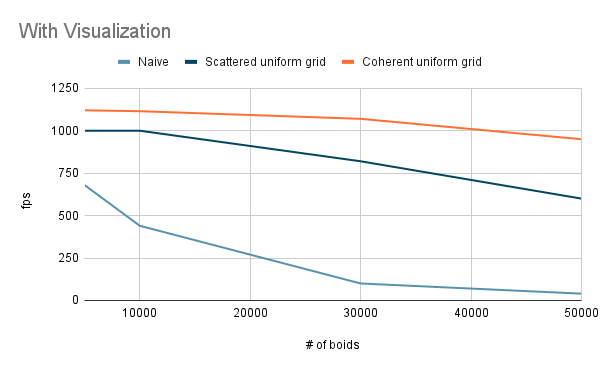 With Visualization
Naive Scattered uniform grid Coherent uniform grid
1250
1000
750
500
250
0
fps
10000 20000 30000 40000 50000
# of boids